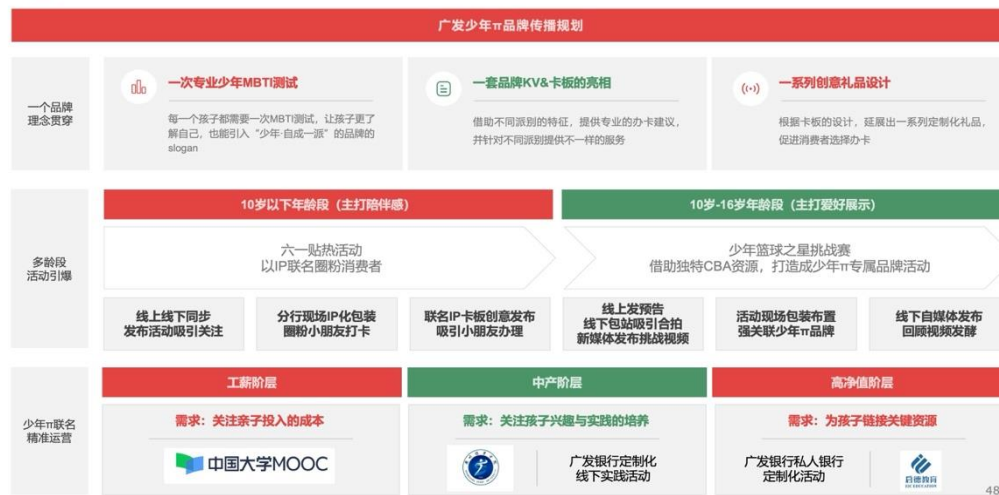 广发少年π品牌传播规划
一个品牌
理念贯穿
一次专业少年MBTI测试
每一个孩子都需要一次MBTI测试，让孩子更了
解自己，也能引入“少年·自成一派”的品牌的
slogan
一套品牌KV&卡板的亮相
借助不同派别的特征，提供专业的办卡建议，
并针对不同派别提供不一样的服务
一系列创意礼品设计
根据卡板的设计，延展出一系列定制化礼品，
促进消费者选择办卡
多龄段
活动引爆
10岁以下年龄段（主打陪伴感）
六一贴热活动
以IP联名圈粉消费者
线上线下同步
发布活动吸引关注
分行现场IP化包装
圈粉小朋友打卡
联名IP卡板创意发布
吸引小朋友办理
10岁-16岁年龄段（主打爱好展示）
少年篮球之星挑战赛
借助独特CBA资源，打造成少年π专属品牌活动
线上发预告
线下包站吸引合拍
新媒体发布挑战视频
活动现场包装布置
强关联少年π品牌
线下自媒体发布
回顾视频发酵
少年π联名
精准运营
工薪阶层
需求：关注亲子投入的成本
中国大学MOOC
中产阶层
需求：关注孩子兴趣与实践的培养
广发银行定制化
线下实践活动
高净值阶层
需求：为孩子链接关键资源
广发银行私人银行
定制化活动
启德教育
48